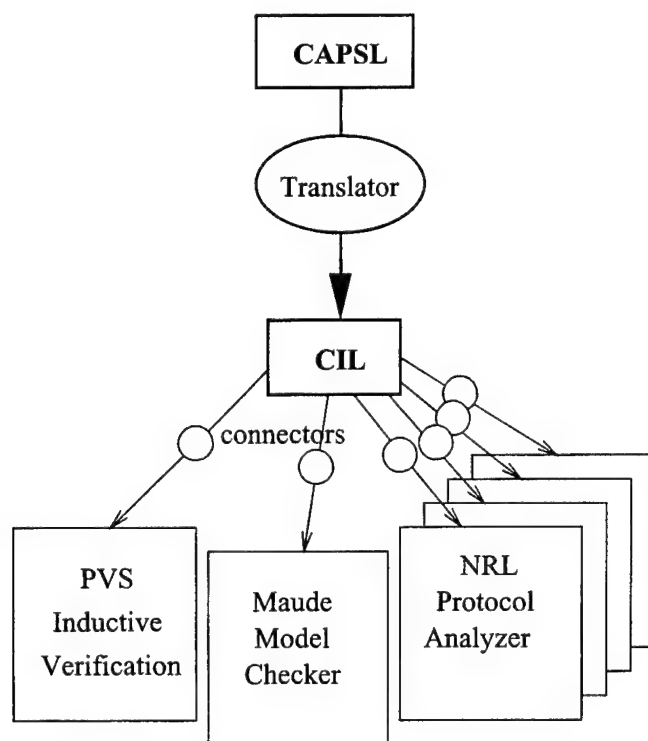 CAPSL
Translator
CIL
connectors
PVS
Inductive
Verification
Maude
Model
Checker
NRL
Protocol
Analyzer